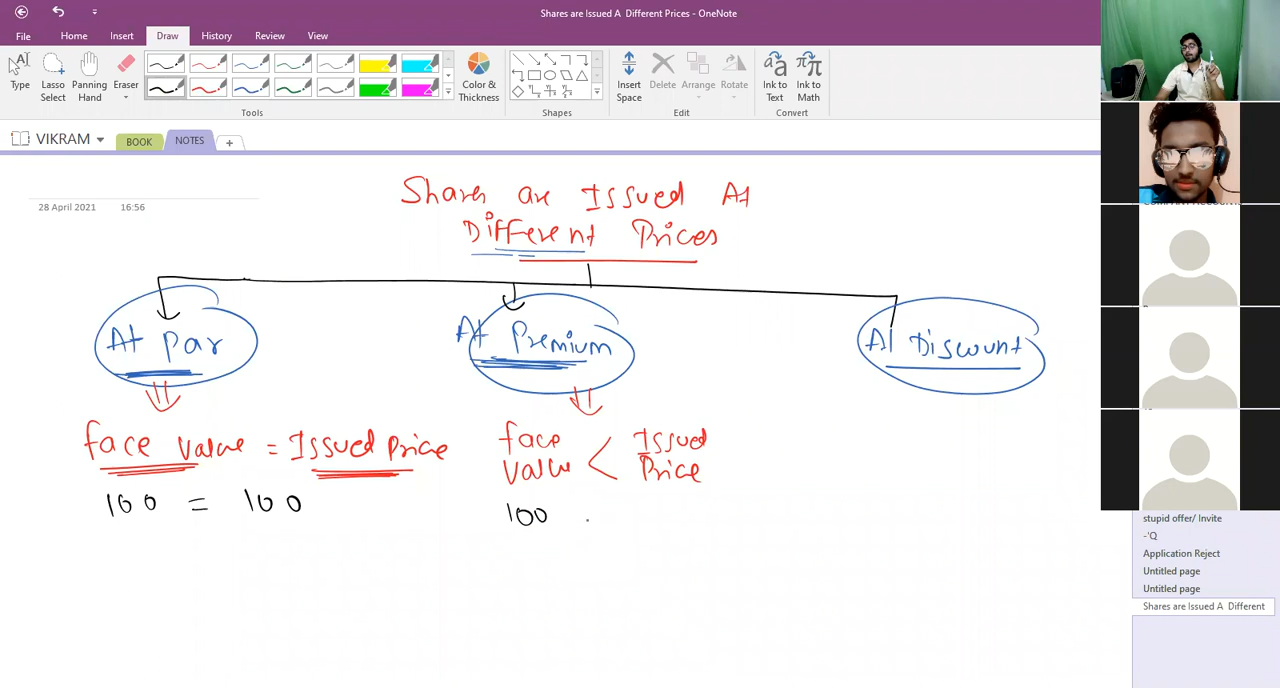 Shares are Issued A  Different Prices - OneNote
File
Home
Insert
Draw
History
Review
View
Type
Lasso Select
Panning Hand
Eraser
Color & Thickness
Insert Space
Delete
Arrange
Rotate
Ink to Text
Ink to Math
Tools
Shapes
Edit
Convert
VIKRAM
BOOK
NOTES
28 April 2021
16:56
Shares are Issued At
Different Prices
At Par
At Premium
At Discount
face value = Issued Price
face value < Issued Price
100 = 100
100
stupid offer/ Invite
-'Q
Application Reject
Untitled page
Untitled page
Shares are Issued A  Different